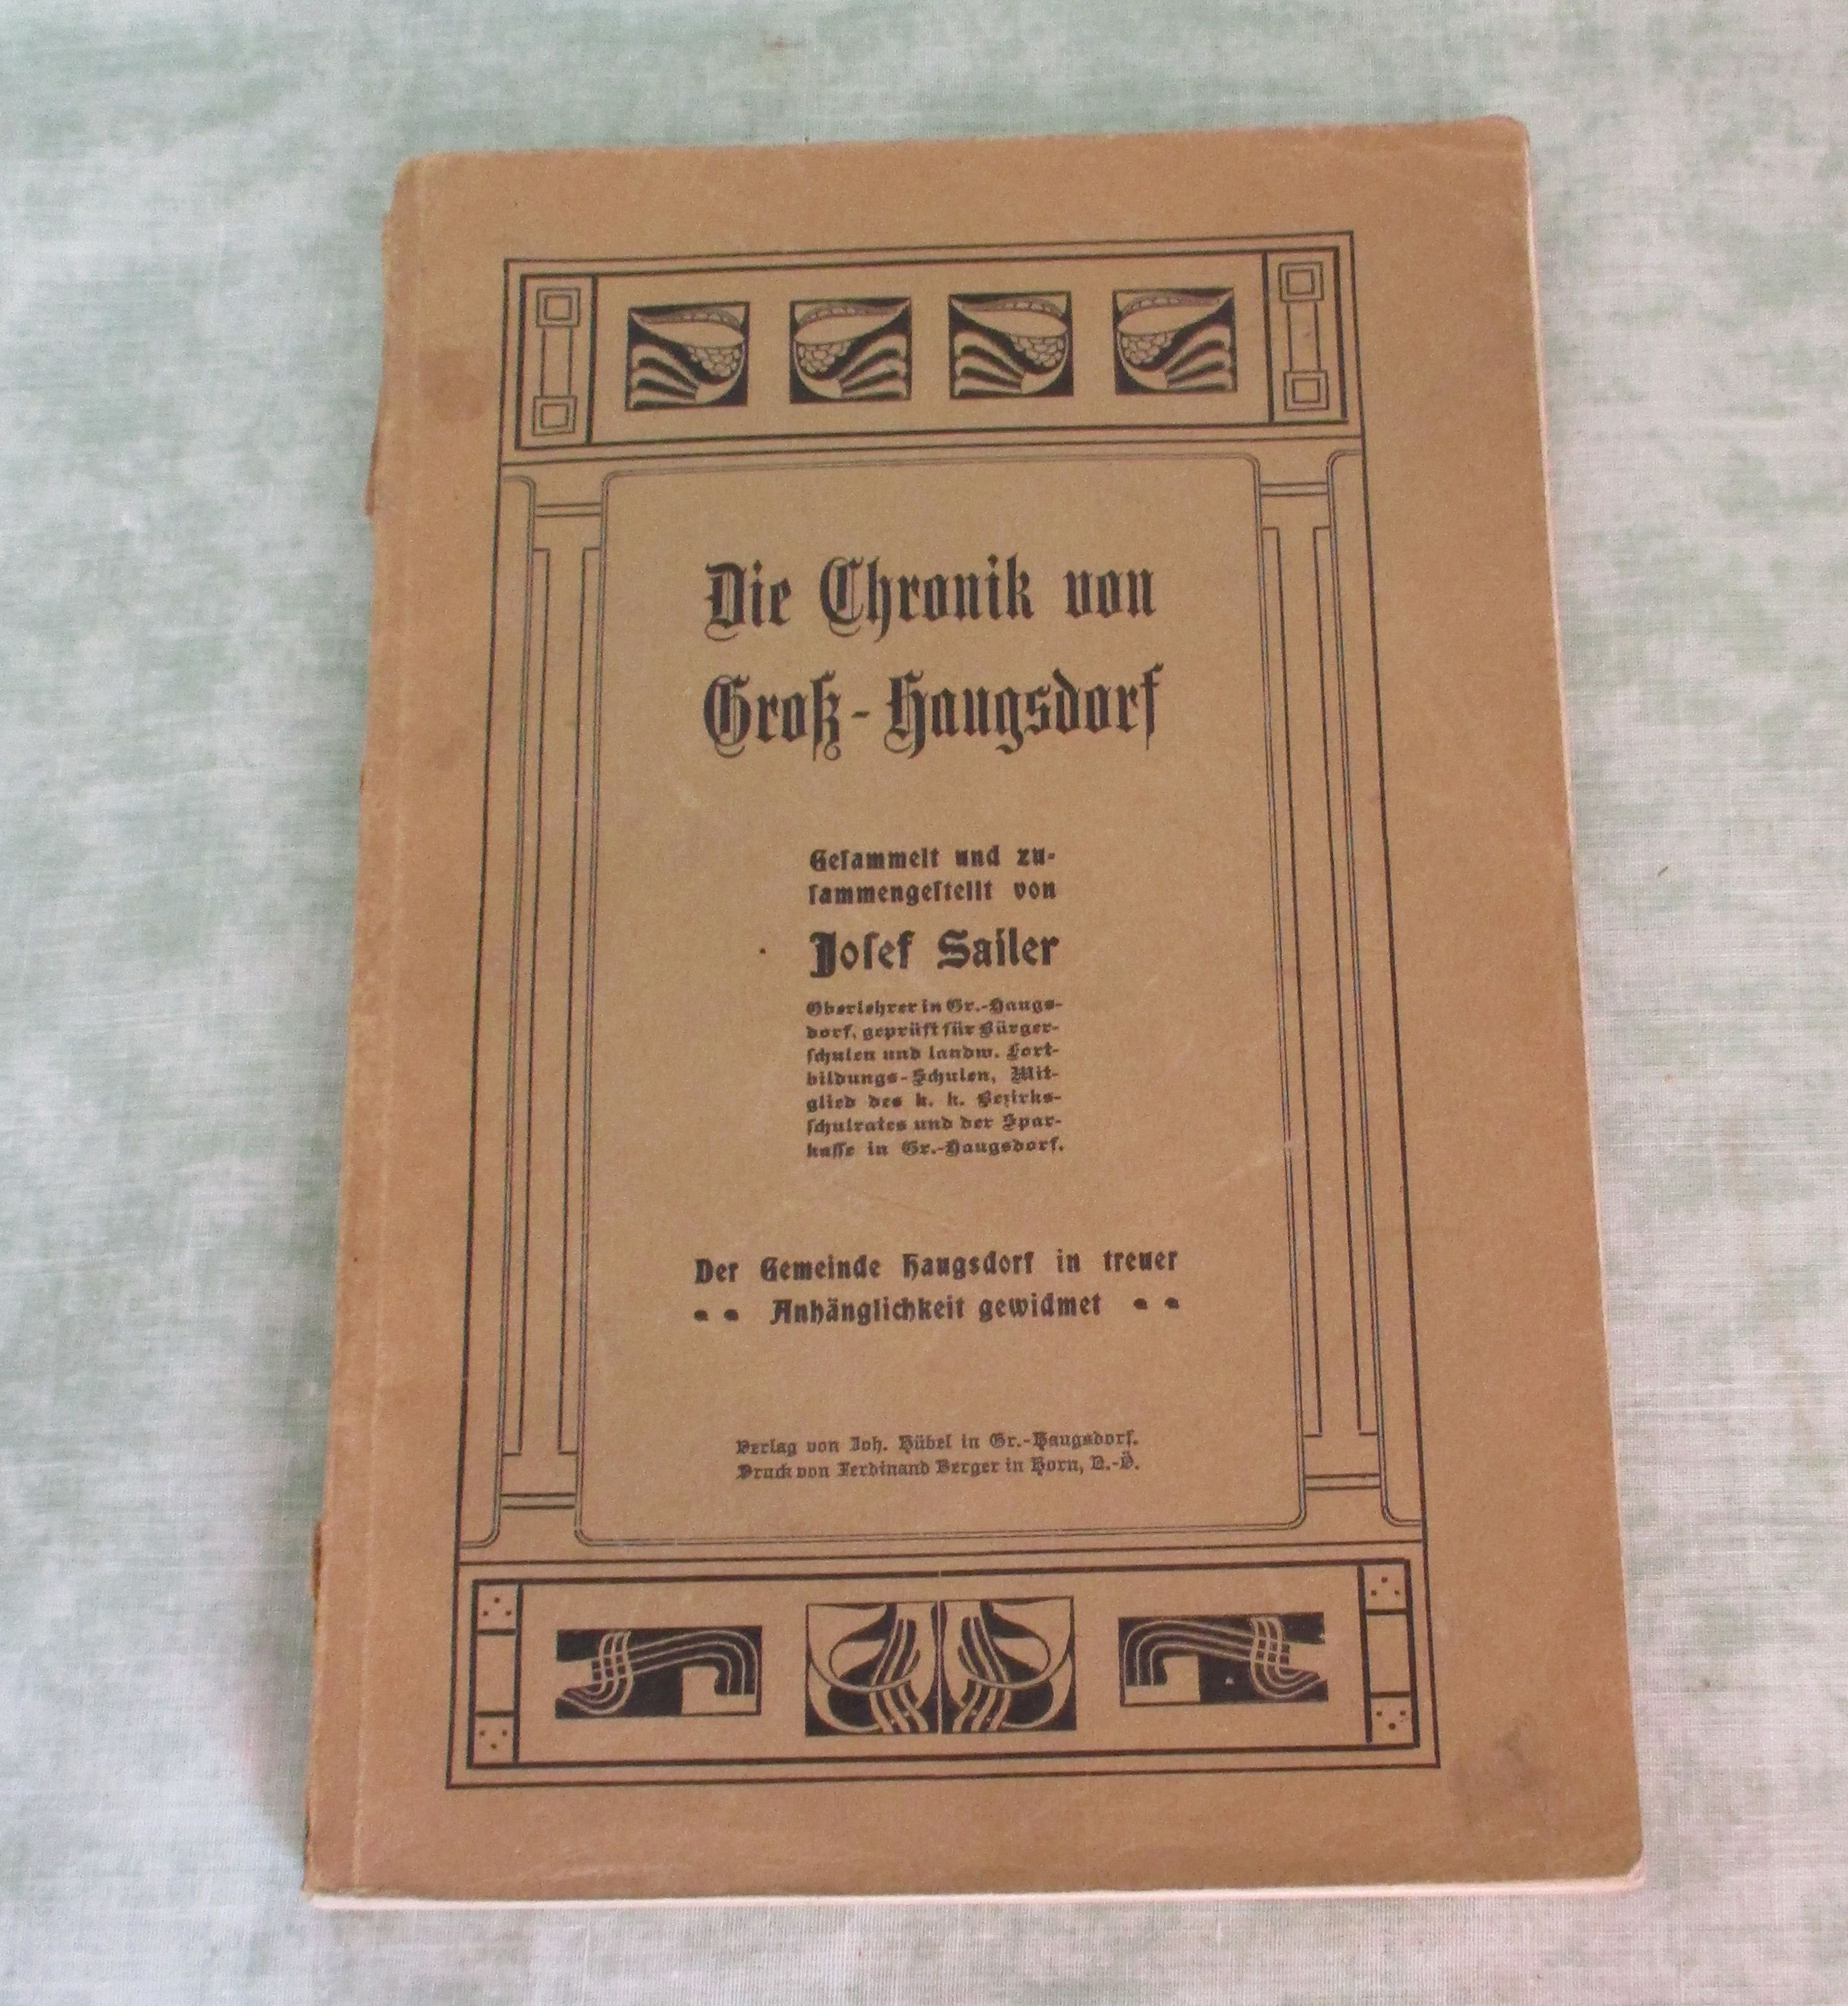 Die Chronik von
Groß-Haugsdorf
Geſammelt und zu-
ſammengeſtellt von
Joſef Sailer
Oberlehrer in Gr.-Haugs-
dorf, geprüft für Bürger-
ſchulen und landw. Fort-
bildungs-Schulen, Mit-
glied des k. k. Bezirks-
ſchulrates und der Spar-
kaſſe in Gr.-Haugsdorf.
Der Gemeinde Haugsdorf in treuer
Anhänglichkeit gewidmet
Verlag von Joh. Hübel in Gr.-Haugsdorf.
Druck von Ferdinand Berger in Horn, N.-Ö.